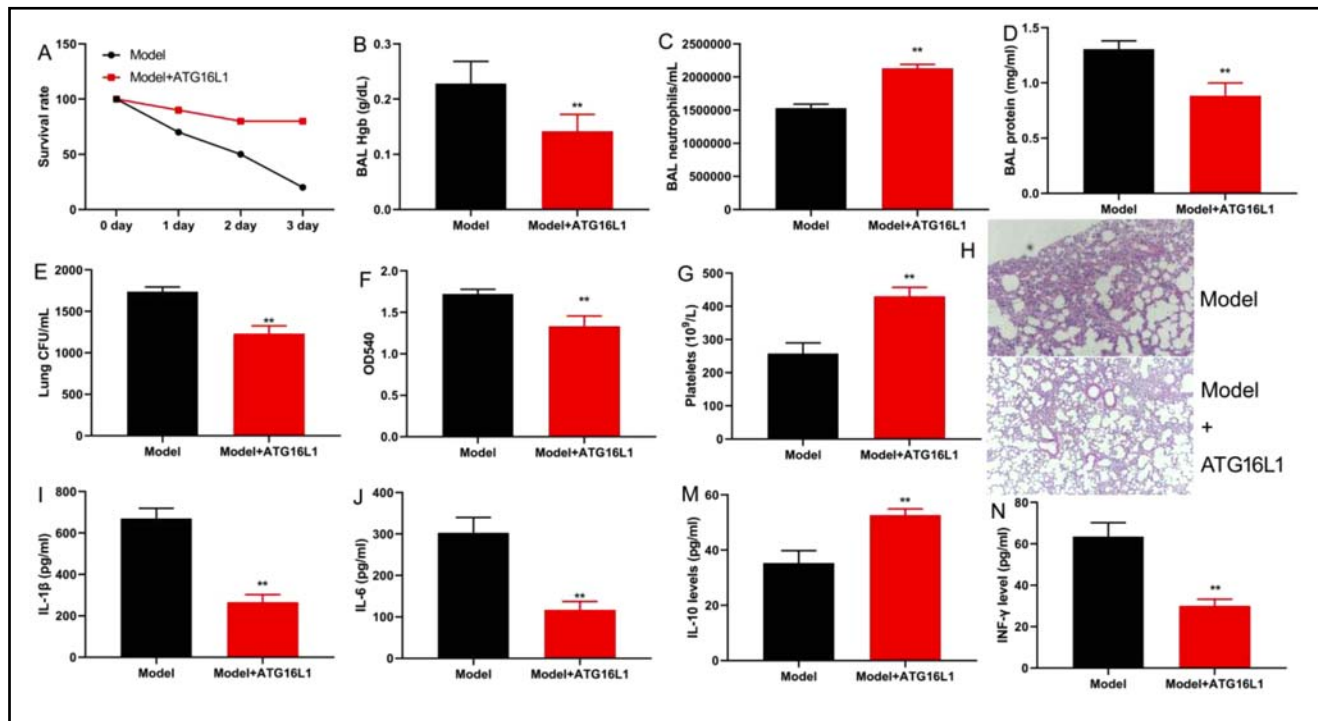 A
150
100
50
0
Survival rate
Model
Model+ATG16L1
0 day 1 day 2 day 3 day
B
0.3
0.2
0.1
0.0
BAL Hgb (g/dL)
**
Model Model+ATG16L1
C
2500000
2000000
1500000
1000000
500000
0
BAL neutrophils/mL
**
Model Model+ATG16L1
D
1.5
1.0
0.5
0.0
BAL protein (mg/ml)
**
Model Model+ATG16L1
E
2000
1500
1000
500
0
Lung CFU/mL
**
Model Model+ATG16L1
F
2.0
1.5
1.0
0.5
0.0
OD540
**
Model Model+ATG16L1
G
500
400
300
200
100
0
Platelets (10⁹/L)
**
Model Model+ATG16L1
H
*
Model
Model
+
ATG16L1
I
800
600
400
200
0
IL-1β (pg/ml)
**
Model Model+ATG16L1
J
400
300
200
100
0
IL-6 (pg/ml)
**
Model Model+ATG16L1
M
60
40
20
0
IL-10 levels (pg/ml)
**
Model Model+ATG16L1
N
80
60
40
20
0
INF-γ level (pg/ml)
**
Model Model+ATG16L1